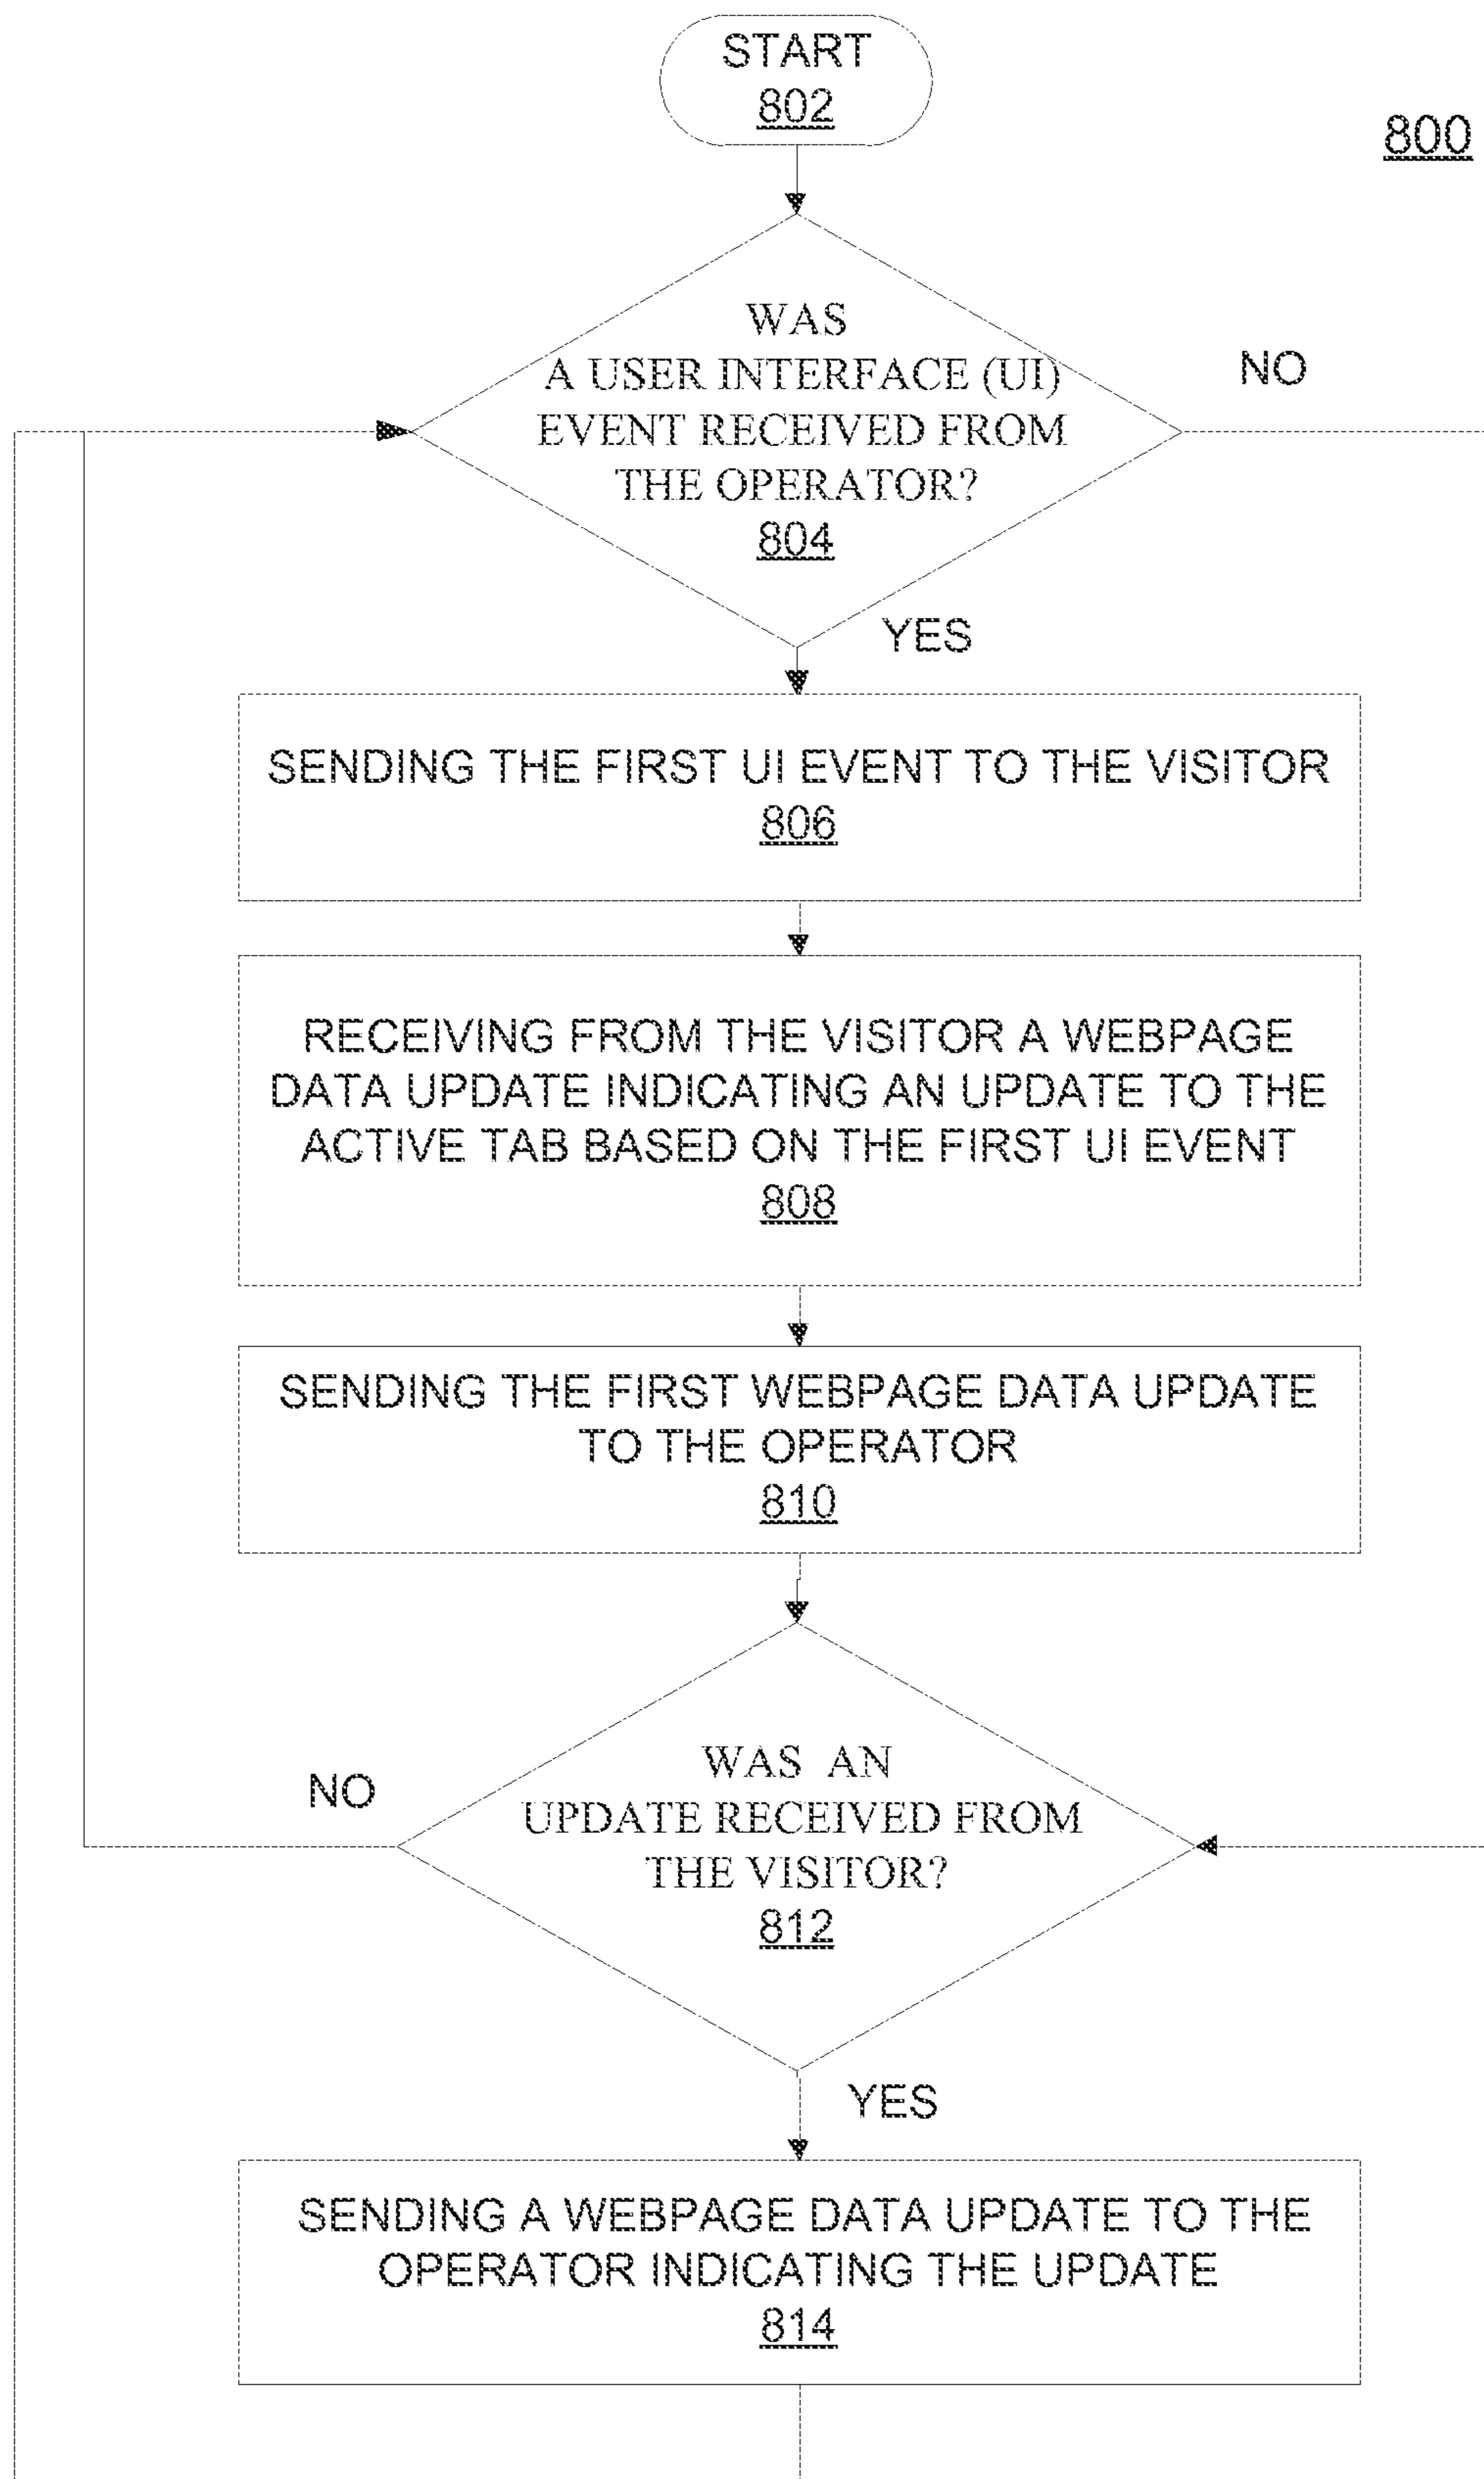 START
802
800
WAS
A USER INTERFACE (UI)
EVENT RECEIVED FROM
THE OPERATOR?
804
NO
YES
SENDING THE FIRST UI EVENT TO THE VISITOR
806
RECEIVING FROM THE VISITOR A WEBPAGE
DATA UPDATE INDICATING AN UPDATE TO THE
ACTIVE TAB BASED ON THE FIRST UI EVENT
808
SENDING THE FIRST WEBPAGE DATA UPDATE
TO THE OPERATOR
810
WAS AN
UPDATE RECEIVED FROM
THE VISITOR?
812
NO
YES
SENDING A WEBPAGE DATA UPDATE TO THE
OPERATOR INDICATING THE UPDATE
814